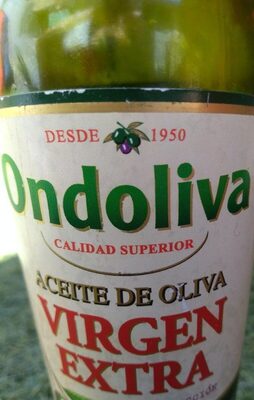 DESDE 1950
Ondoliva
CALIDAD SUPERIOR
ACEITE DE OLIVA
VIRGEN
EXTRA